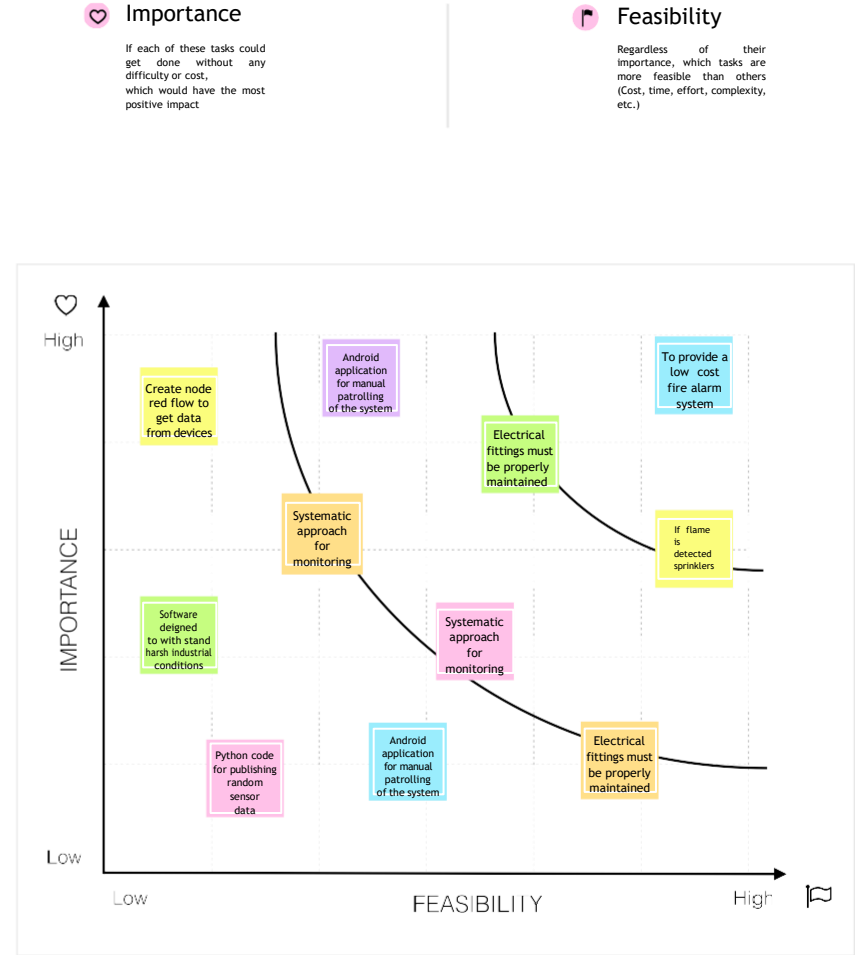 Importance
If each of these tasks could
get done without any
difficulty or cost,
which would have the most
positive impact
Feasibility
Regardless of their
importance, which tasks are
more feasible than others
(Cost, time, effort, complexity,
etc.)
High
Android
application
for manual
patrolling
of the system
To provide a
low cost
fire alarm
system
Create node
red flow to
get data
from devices
Electrical
fittings must
be properly
maintained
Systematic
approach
for
monitoring
If flame
is
detected
sprinklers
IMPORTANCE
Software
deigned
to with stand
harsh industrial
conditions
Systematic
approach
for
monitoring
Python code
for publishing
random
sensor
data
Android
application
for manual
patrolling
of the system
Electrical
fittings must
be properly
maintained
Low
Low
FEASIBILITY
High